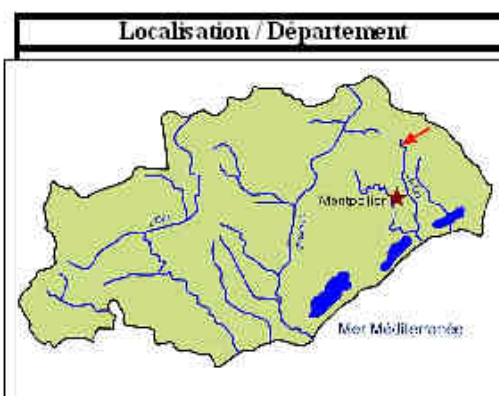 Localisation / Département
Montpellier
Mer Méditerranée